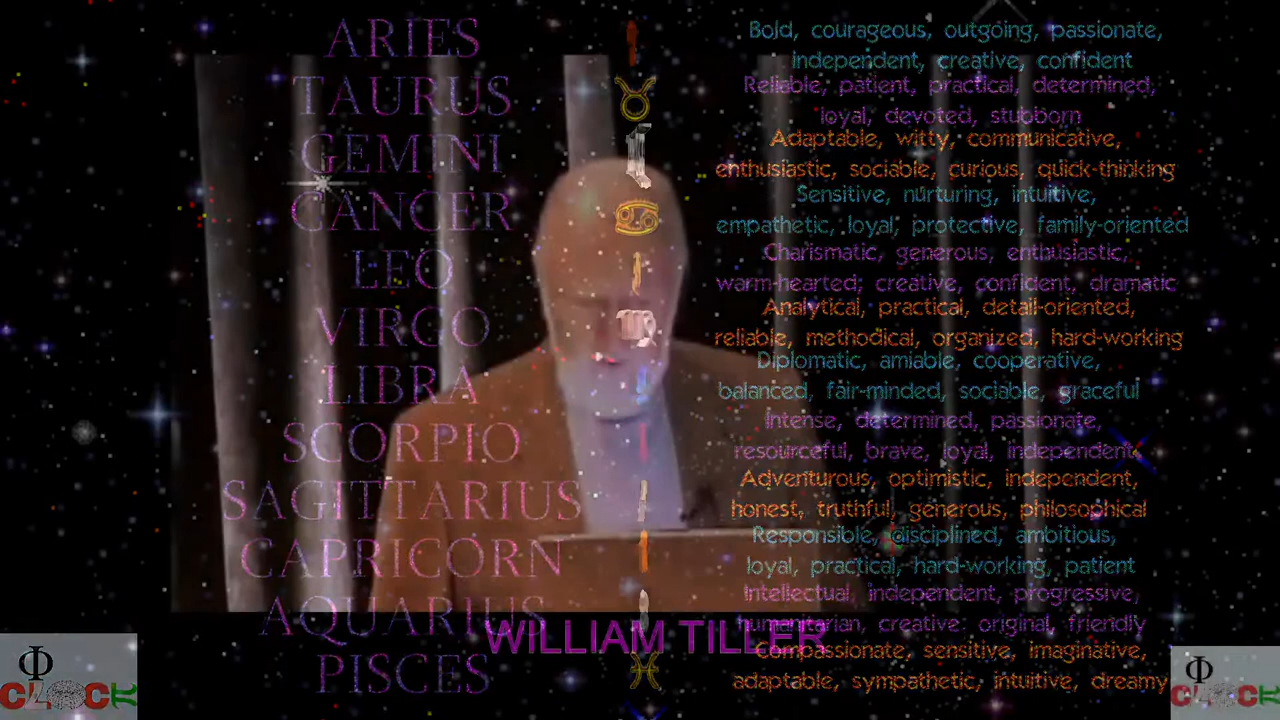 ARIES
Bold, courageous, outgoing, passionate,
independent, creative, confident
TAURUS
Reliable, patient, practical, determined,
loyal, devoted, stubborn
GEMINI
Adaptable, witty, communicative,
enthusiastic, sociable, curious, quick-thinking
CANCER
Sensitive, nurturing, intuitive,
empathetic, loyal, protective, family-oriented
LEO
Charismatic, generous, enthusiastic,
warm-hearted, creative, confident, dramatic
VIRGO
Analytical, practical, detail-oriented,
reliable, methodical, organized, hard-working
LIBRA
Diplomatic, amiable, cooperative,
balanced, fair-minded, sociable, graceful
SCORPIO
Intense, determined, passionate,
resourceful, brave, loyal, independent
SAGITTARIUS
Adventurous, optimistic, independent,
honest, truthful, generous, philosophical
CAPRICORN
Responsible, disciplined, ambitious,
loyal, practical, hard-working, patient
AQUARIUS
Intellectual, independent, progressive,
humanitarian, creative, original, friendly
WILLIAM TILLER
PISCES
Compassionate, sensitive, imaginative,
adaptable, sympathetic, intuitive, dreamy
Φ
CLOCK
Φ
CLOCK